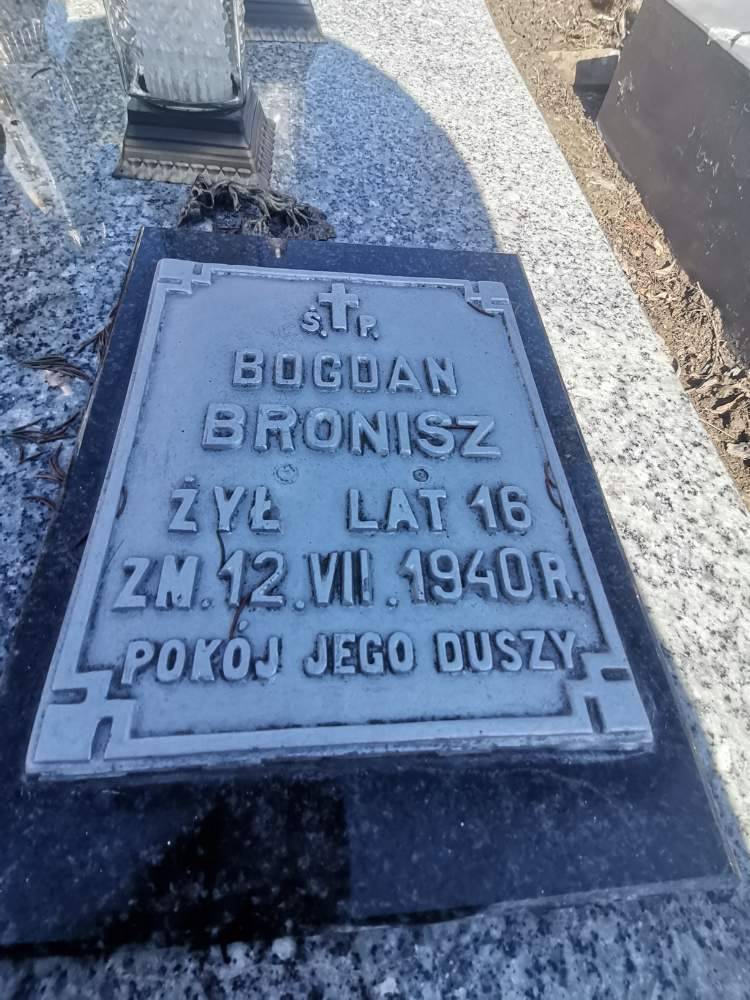 Ś. P.
BOGDAN
BRONISZ
ŻYŁ LAT 16
ZM. 12. VII. 1940 R.
POKÓJ JEGO DUSZY